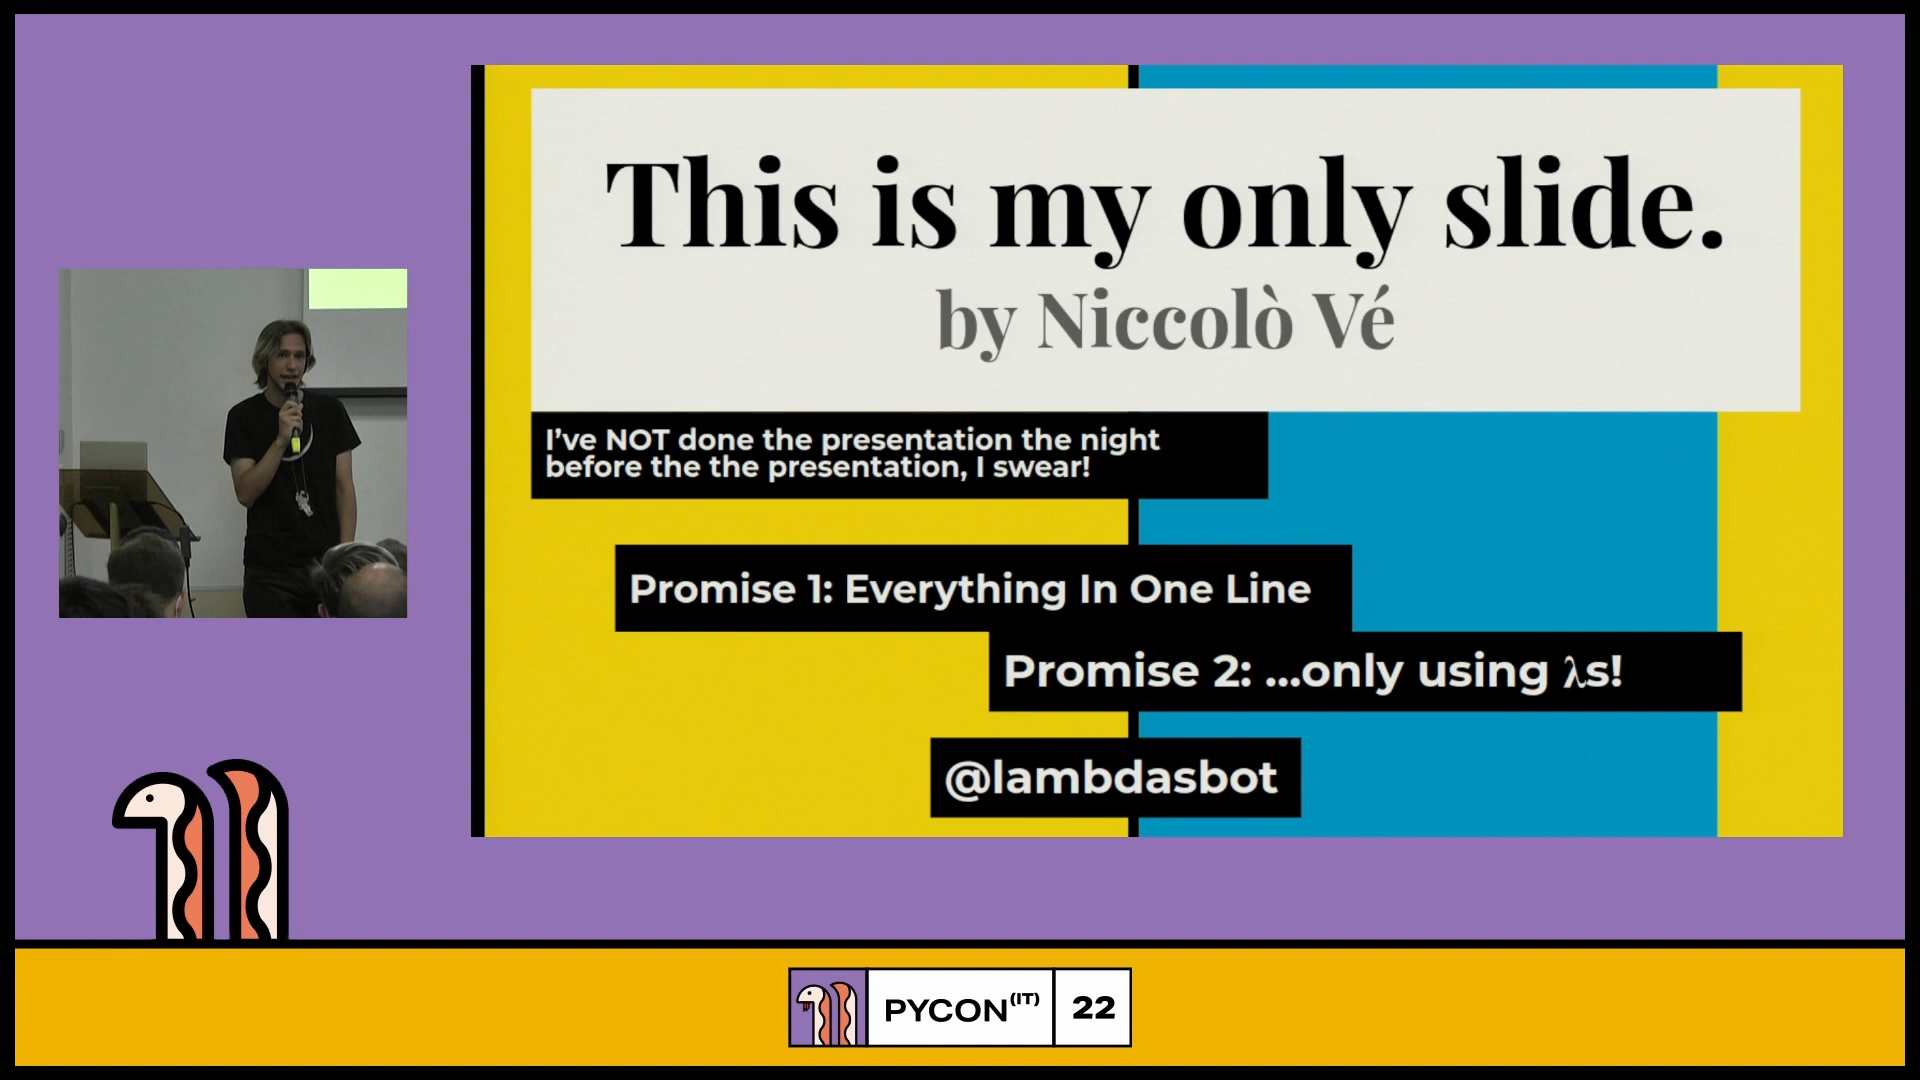 This is my only slide.
by Niccolò Vé
I've NOT done the presentation the night
before the the presentation, I swear!
Promise 1: Everything In One Line
Promise 2: ...only using λs!
@lambdasbot
PYCON(IT) 22